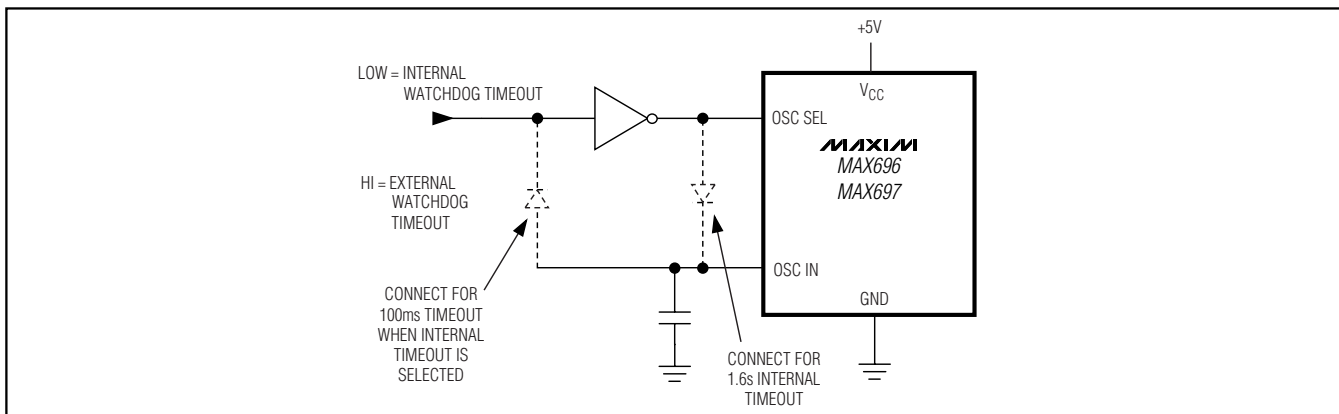 +5V
LOW = INTERNAL
WATCHDOG TIMEOUT
VCC
OSC SEL
MAXIM
MAX696
MAX697
HI = EXTERNAL
WATCHDOG
TIMEOUT
OSC IN
GND
CONNECT FOR
100ms TIMEOUT
WHEN INTERNAL
TIMEOUT IS
SELECTED
CONNECT FOR
1.6s INTERNAL
TIMEOUT